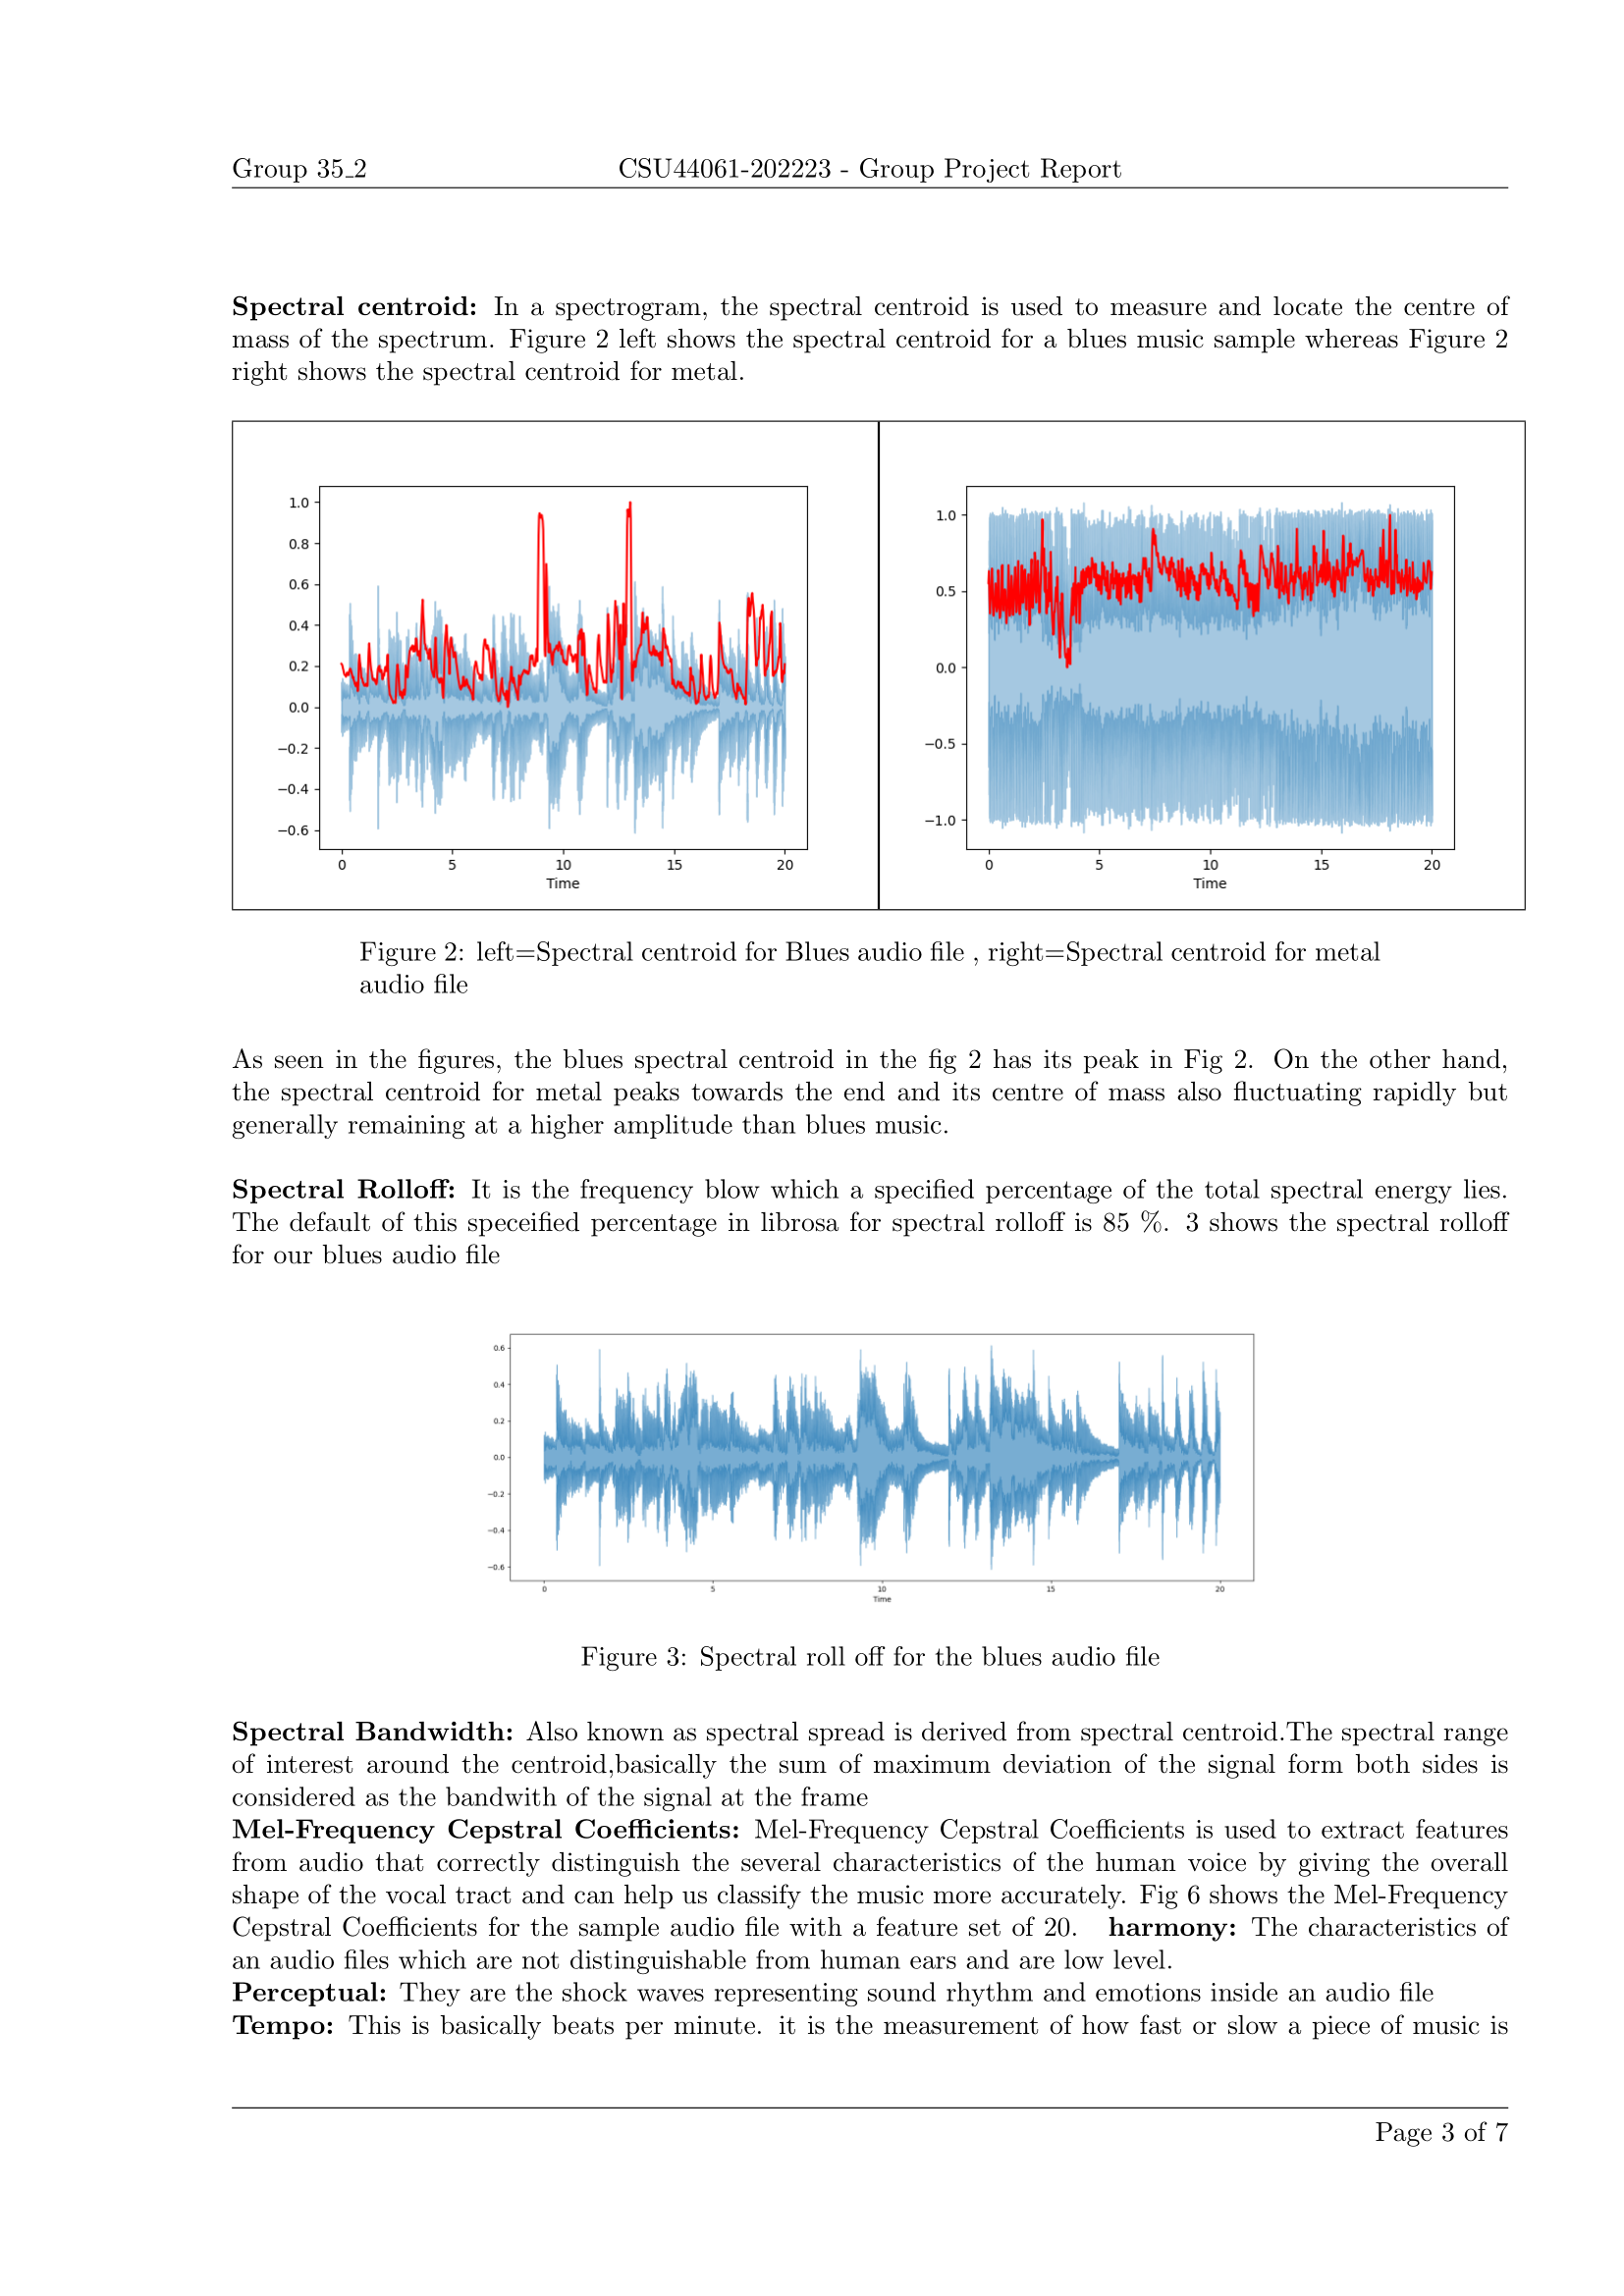 Group 35_2 CSU44061-202223 - Group Project Report
Spectral centroid: In a spectrogram, the spectral centroid is used to measure and locate the centre of
mass of the spectrum. Figure 2 left shows the spectral centroid for a blues music sample whereas Figure 2
right shows the spectral centroid for metal.
1.0
0.8
0.6
0.4
0.2
0.0
−0.2
−0.4
−0.6
0 5 10 15 20
Time
1.0
0.5
0.0
−0.5
−1.0
0 5 10 15 20
Time
Figure 2: left=Spectral centroid for Blues audio file , right=Spectral centroid for metal
audio file
As seen in the figures, the blues spectral centroid in the fig 2 has its peak in Fig 2. On the other hand,
the spectral centroid for metal peaks towards the end and its centre of mass also fluctuating rapidly but
generally remaining at a higher amplitude than blues music.
Spectral Rolloff: It is the frequency blow which a specified percentage of the total spectral energy lies.
The default of this speceified percentage in librosa for spectral rolloff is 85 %. 3 shows the spectral rolloff
for our blues audio file
0.6
0.4
0.2
0.0
−0.2
−0.4
−0.6
0 5 10 15 20
Time
Figure 3: Spectral roll off for the blues audio file
Spectral Bandwidth: Also known as spectral spread is derived from spectral centroid.The spectral range
of interest around the centroid,basically the sum of maximum deviation of the signal form both sides is
considered as the bandwith of the signal at the frame
Mel-Frequency Cepstral Coefficients: Mel-Frequency Cepstral Coefficients is used to extract features
from audio that correctly distinguish the several characteristics of the human voice by giving the overall
shape of the vocal tract and can help us classify the music more accurately. Fig 6 shows the Mel-Frequency
Cepstral Coefficients for the sample audio file with a feature set of 20. harmony: The characteristics of
an audio files which are not distinguishable from human ears and are low level.
Perceptual: They are the shock waves representing sound rhythm and emotions inside an audio file
Tempo: This is basically beats per minute. it is the measurement of how fast or slow a piece of music is
Page 3 of 7